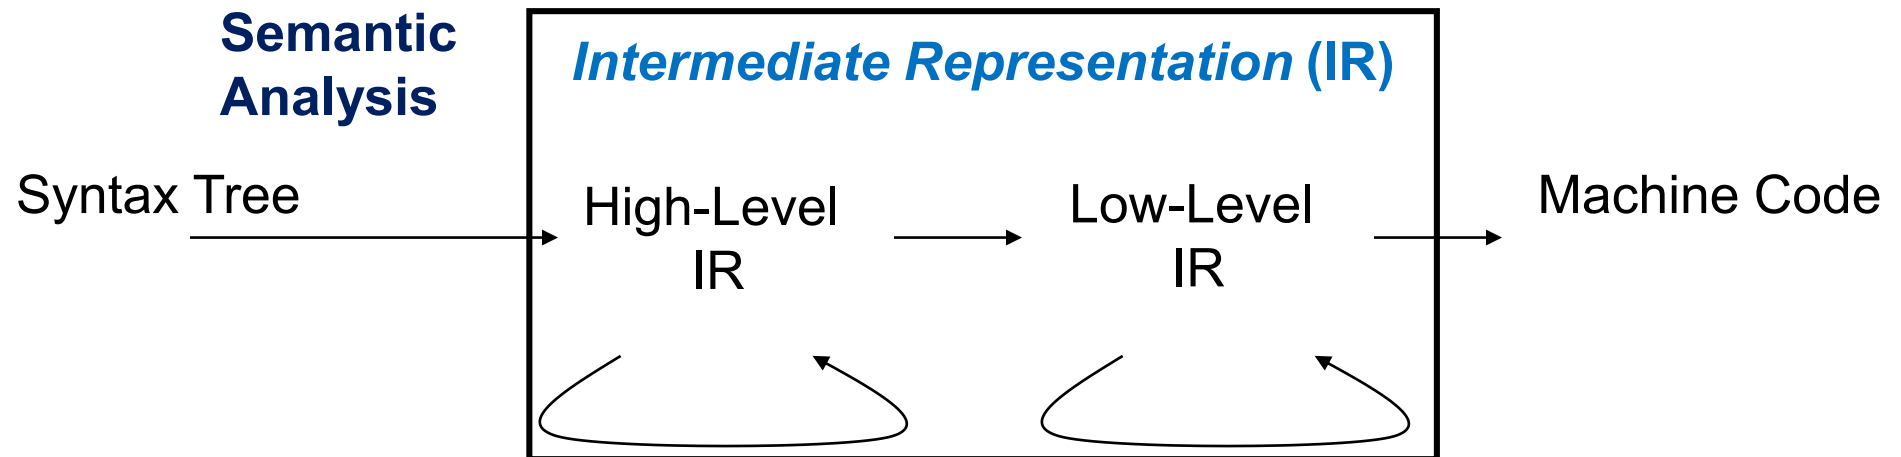 Semantic
Analysis
Intermediate Representation (IR)
Syntax Tree
High-Level
IR
Low-Level
IR
Machine Code